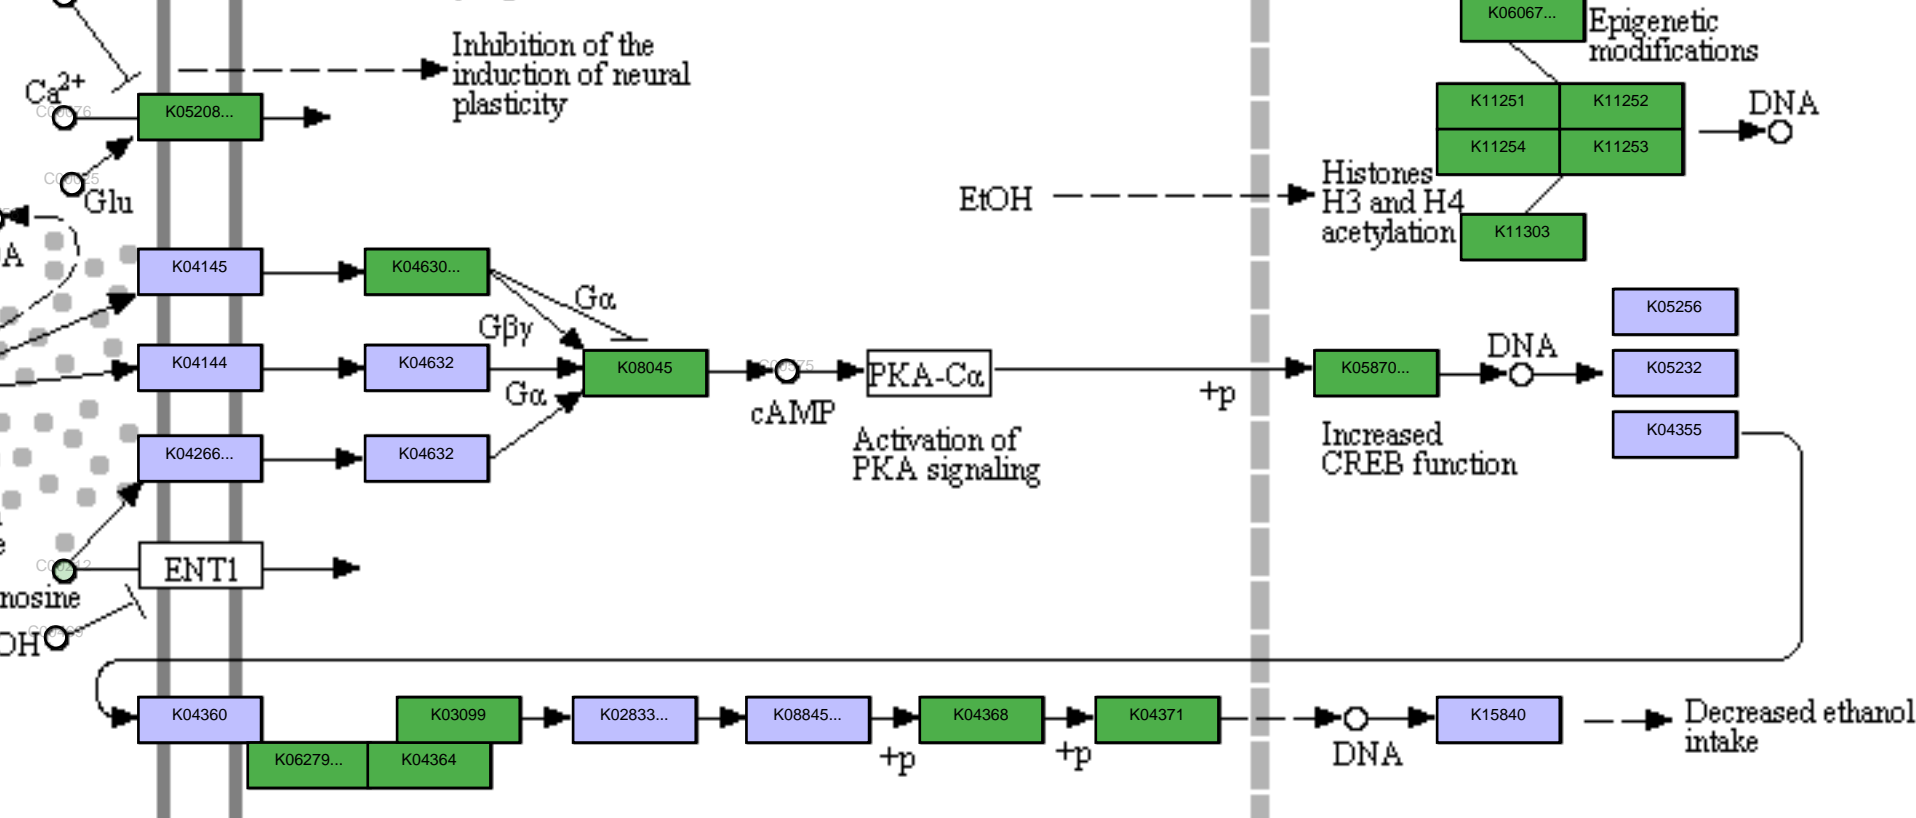 K06067...
Epigenetic
modifications
Inhibition of the
induction of neural
plasticity
Ca2+
K05208...
K11251
K11252
K11254
K11253
DNA
Glu
EtOH
Histones
H3 and H4
acetylation
K11303
A
K04145
K04630...
Gα
Gβγ
K04144
K04632
K08045
Gα
cAMP
PKA-Cα
+p
K05870...
DNA
K05256
K05232
K04355
Activation of
PKA signaling
Increased
CREB function
K04266...
K04632
ENT1
nosine
OH
K04360
K03099
K02833...
K08845...
K04368
K04371
K15840
Decreased ethanol
intake
K06279...
K04364
+p
+p
DNA